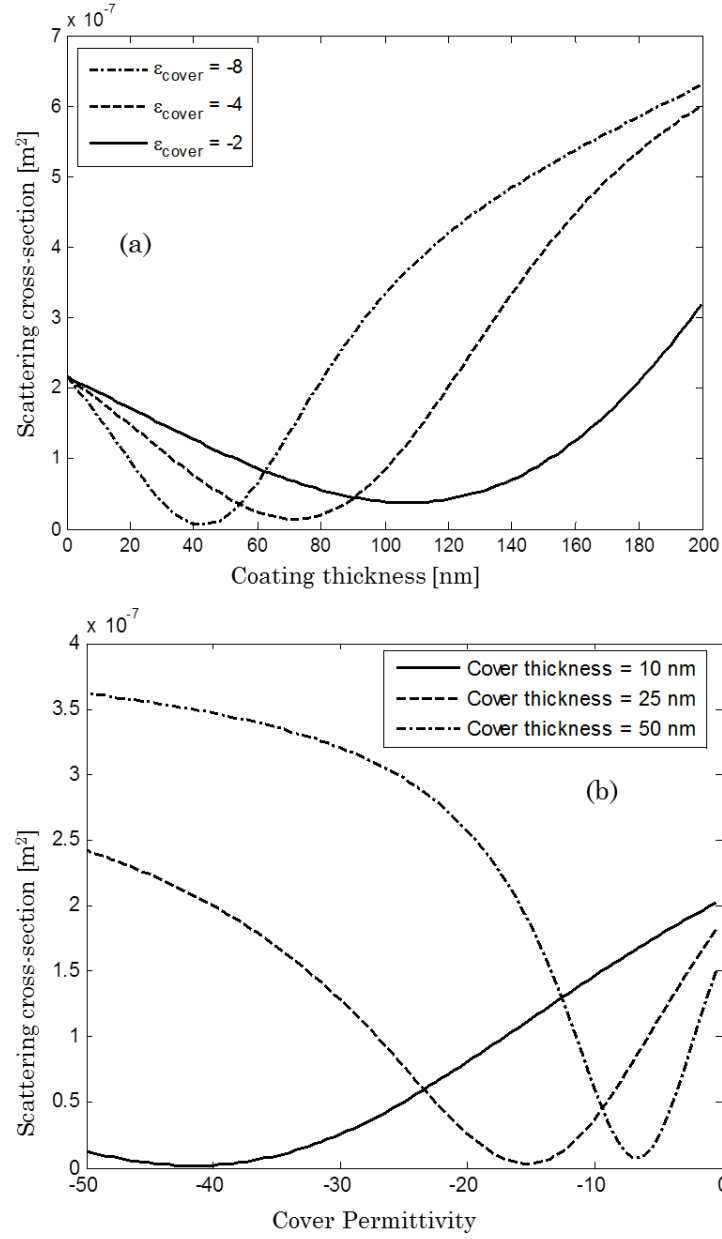 x 10⁻⁷
7
6
5
4
3
2
1
0
Scattering cross-section [m²]
ε_cover = -8
ε_cover = -4
ε_cover = -2
(a)
0 20 40 60 80 100 120 140 160 180 200
Coating thickness [nm]
x 10⁻⁷
4
3.5
3
2.5
2
1.5
1
0.5
0
Scattering cross-section [m²]
Cover thickness = 10 nm
Cover thickness = 25 nm
Cover thickness = 50 nm
(b)
-50 -40 -30 -20 -10 0
Cover Permittivity